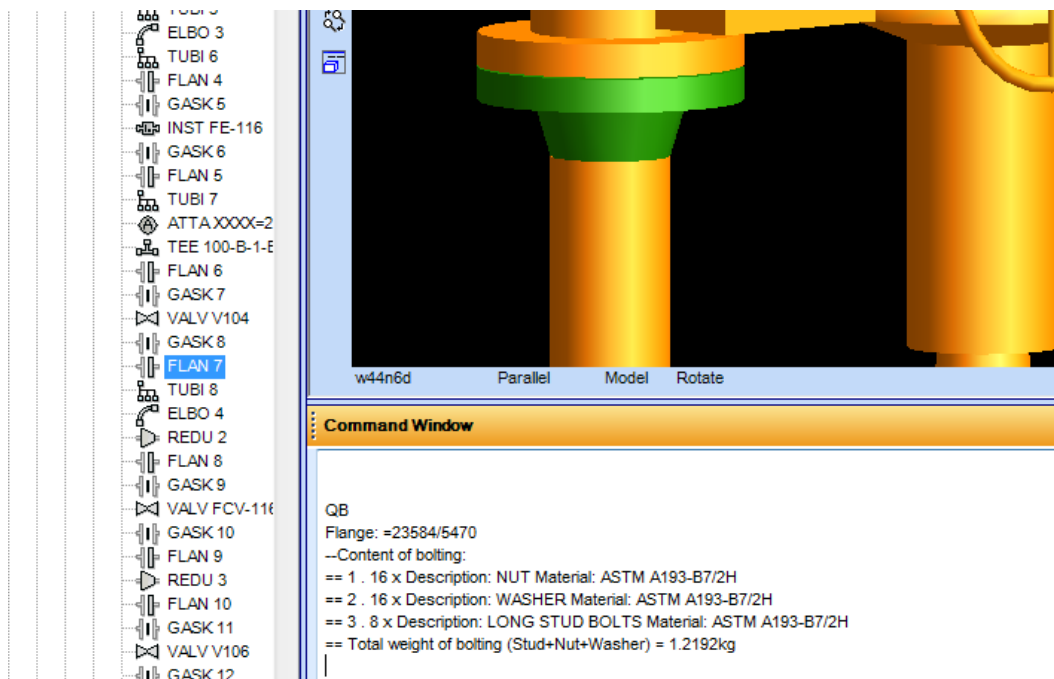 ELBO 3
TUBI 6
FLAN 4
GASK 5
INST FE-116
GASK 6
FLAN 5
TUBI 7
ATTA XXXX=2
TEE 100-B-1-B
FLAN 6
GASK 7
VALV V104
GASK 8
FLAN 7
TUBI 8
ELBO 4
REDU 2
FLAN 8
GASK 9
VALV FCV-116
GASK 10
FLAN 9
REDU 3
FLAN 10
GASK 11
VALV V106
GASK 12
w44n6d Parallel Model Rotate
Command Window
QB
Flange: =23584/5470
--Content of bolting:
== 1 . 16 x Description: NUT Material: ASTM A193-B7/2H
== 2 . 16 x Description: WASHER Material: ASTM A193-B7/2H
== 3 . 8 x Description: LONG STUD BOLTS Material: ASTM A193-B7/2H
== Total weight of bolting (Stud+Nut+Washer) = 1.2192kg